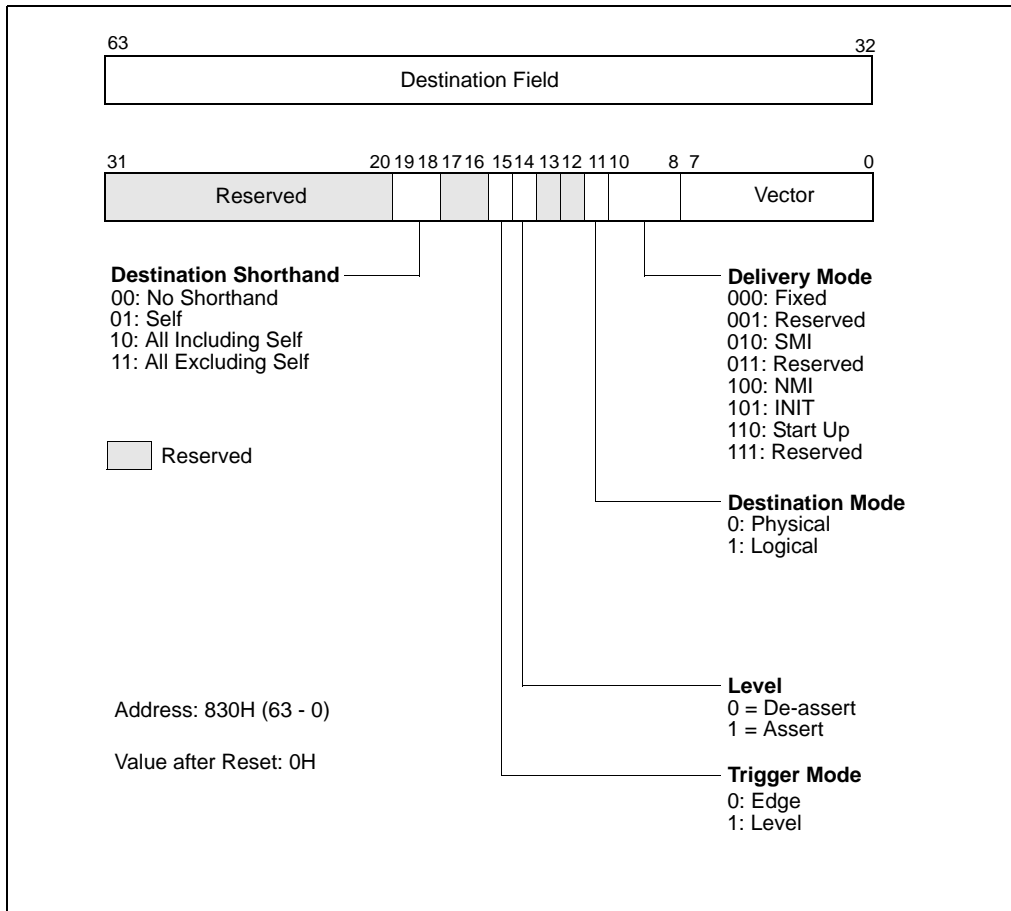 63 32
Destination Field
31 20 19 18 17 16 15 14 13 12 11 10 8 7 0
Reserved Vector
Destination Shorthand
00: No Shorthand
01: Self
10: All Including Self
11: All Excluding Self
Reserved
Delivery Mode
000: Fixed
001: Reserved
010: SMI
011: Reserved
100: NMI
101: INIT
110: Start Up
111: Reserved
Destination Mode
0: Physical
1: Logical
Level
0 = De-assert
1 = Assert
Address: 830H (63 - 0)
Value after Reset: 0H
Trigger Mode
0: Edge
1: Level